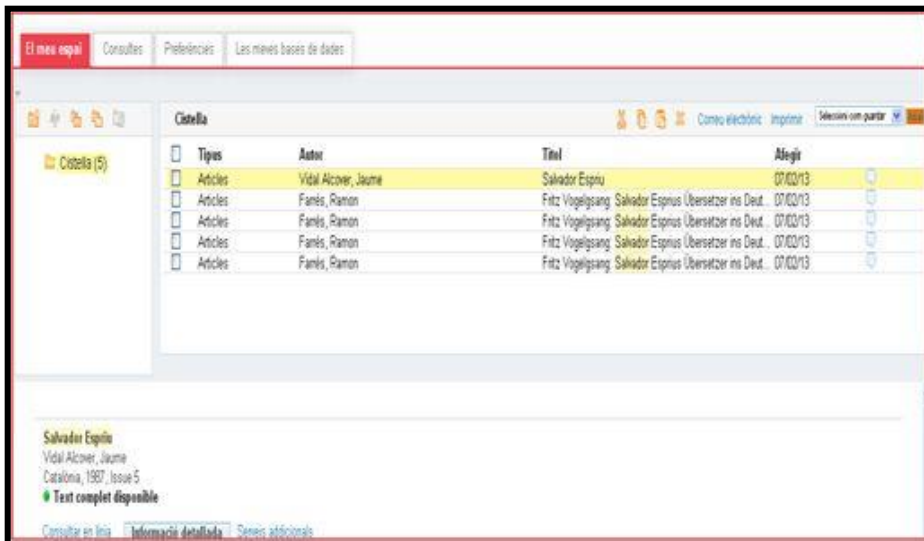 El meu espai Consultes Preferències Les meves bases de dades
Cistella Correu electrònic Imprimir Seleccioni com guardar
Cistella (5)
Tipus Autor Títol Afegir
Articles Vidal Alcover, Jaume Salvador Espriu 07/02/13
Articles Farrés, Ramon Fritz Vogelgsang: Salvador Esprius Übersetzer ins Deut... 07/02/13
Articles Farrés, Ramon Fritz Vogelgsang: Salvador Esprius Übersetzer ins Deut... 07/02/13
Articles Farrés, Ramon Fritz Vogelgsang: Salvador Esprius Übersetzer ins Deut... 07/02/13
Articles Farrés, Ramon Fritz Vogelgsang: Salvador Esprius Übersetzer ins Deut... 07/02/13
Salvador Espriu
Vidal Alcover, Jaume
Catalònia, 1987, Issue 5
Text complet disponible
Consultar en línia Informació detallada Serveis addicionals